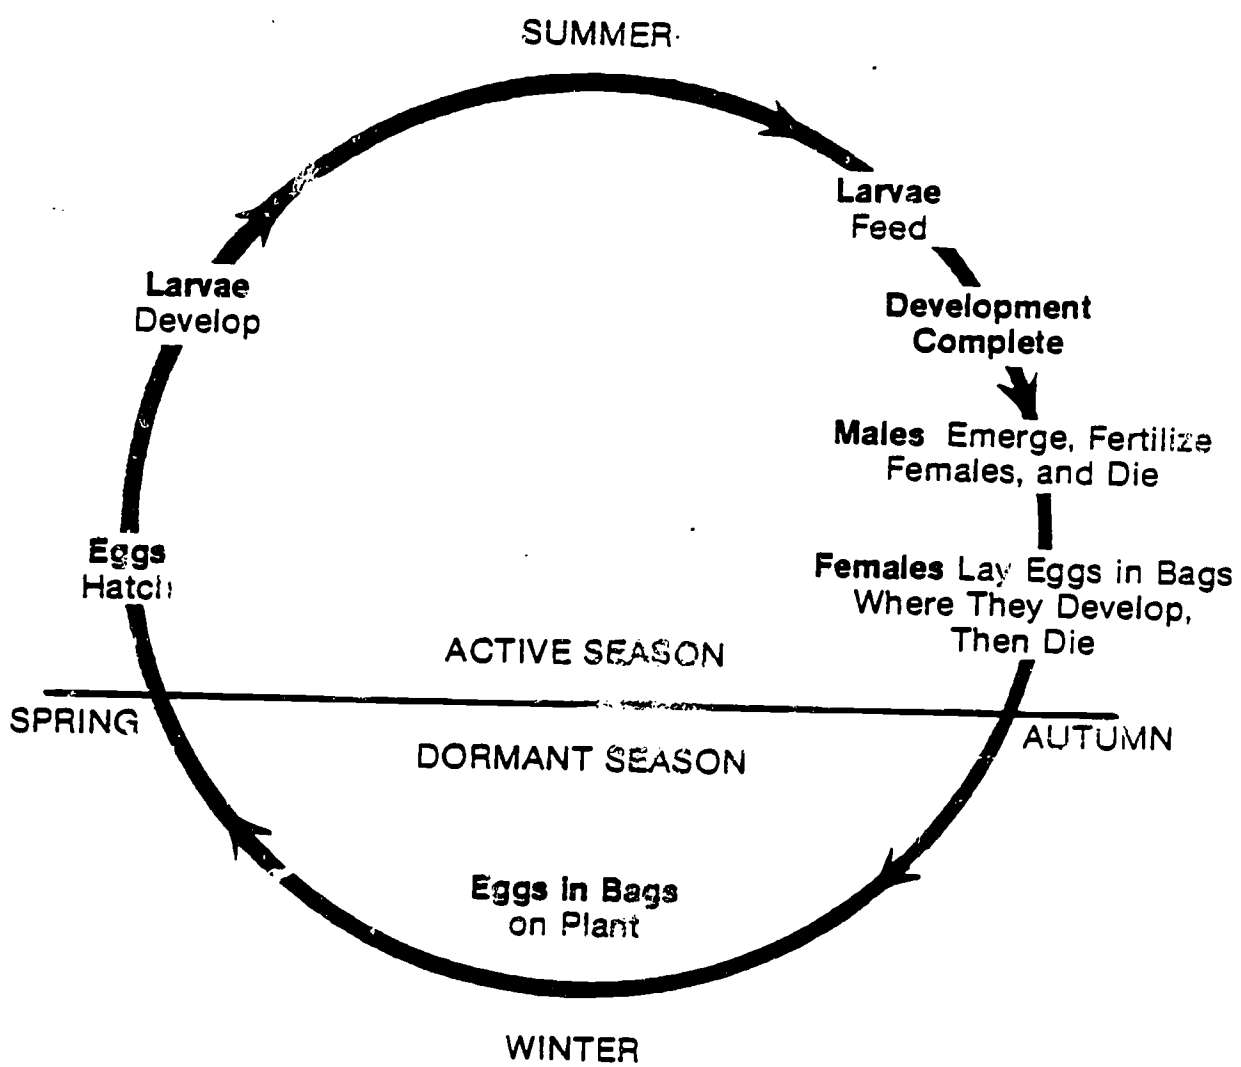 SUMMER
Larvae
Feed
Development
Complete
Males Emerge, Fertilize
Females, and Die
Females Lay Eggs in Bags
Where They Develop,
Then Die
Larvae
Develop
Eggs
Hatch
ACTIVE SEASON
SPRING
AUTUMN
DORMANT SEASON
Eggs in Bags
on Plant
WINTER